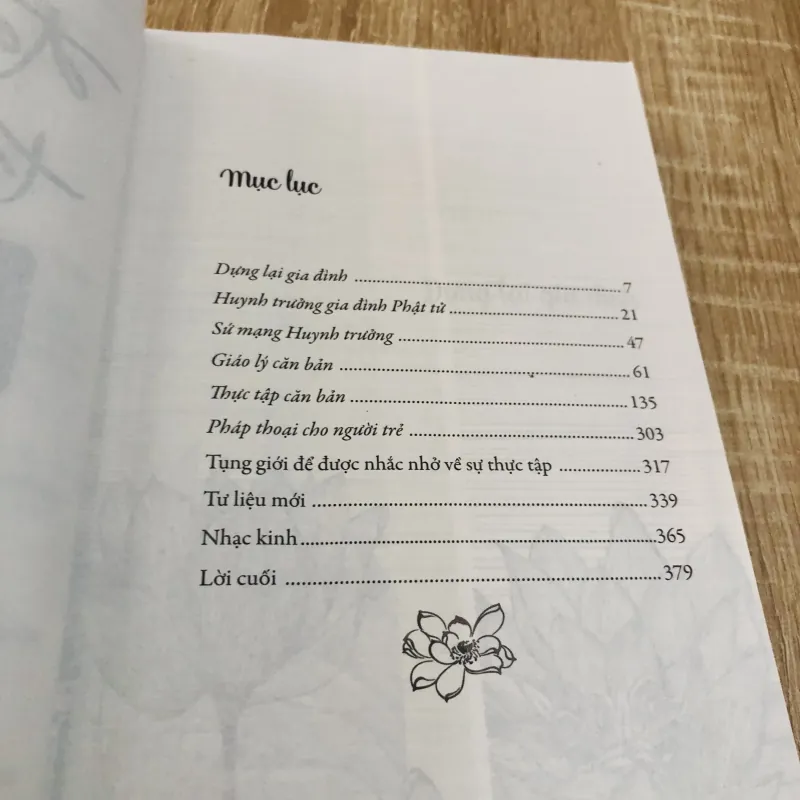 Mục lục
Dựng lại gia đình ........................................................7
Huynh trưởng gia đình Phật tử ....................................21
Sứ mạng Huynh trưởng ................................................47
Giáo lý căn bản .............................................................61
Thực tập căn bản ..........................................................135
Pháp thoại cho người trẻ ..............................................303
Tụng giới để được nhắc nhở về sự thực tập .................317
Tư liệu mới ....................................................................339
Nhạc kinh......................................................................365
Lời cuối .........................................................................379